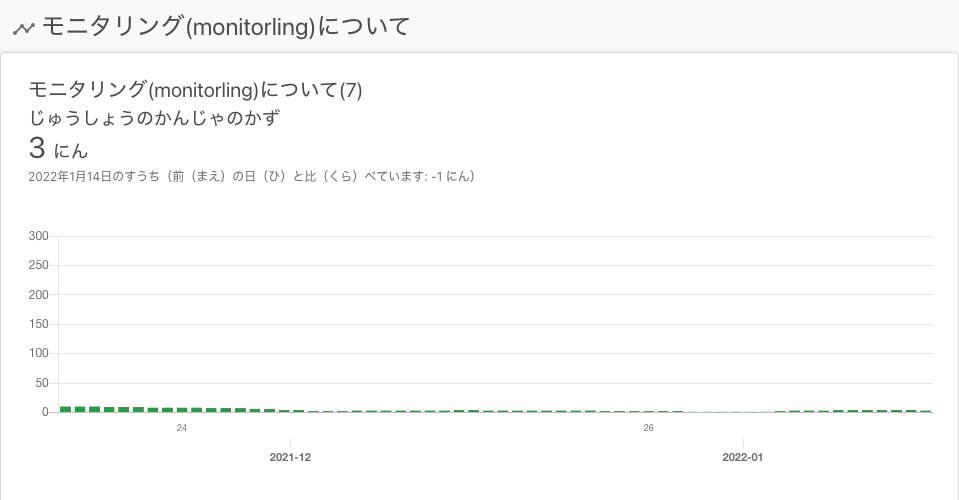 モニタリング(monitorling)について
モニタリング(monitorling)について(7)
じゅうしょうのかんじゃのかず
3 にん
2022年1月14日のすうち（前（まえ）の日（ひ）と比（くら）べています: -1 にん）
300
250
200
150
100
50
0
24 26
2021-12 2022-01